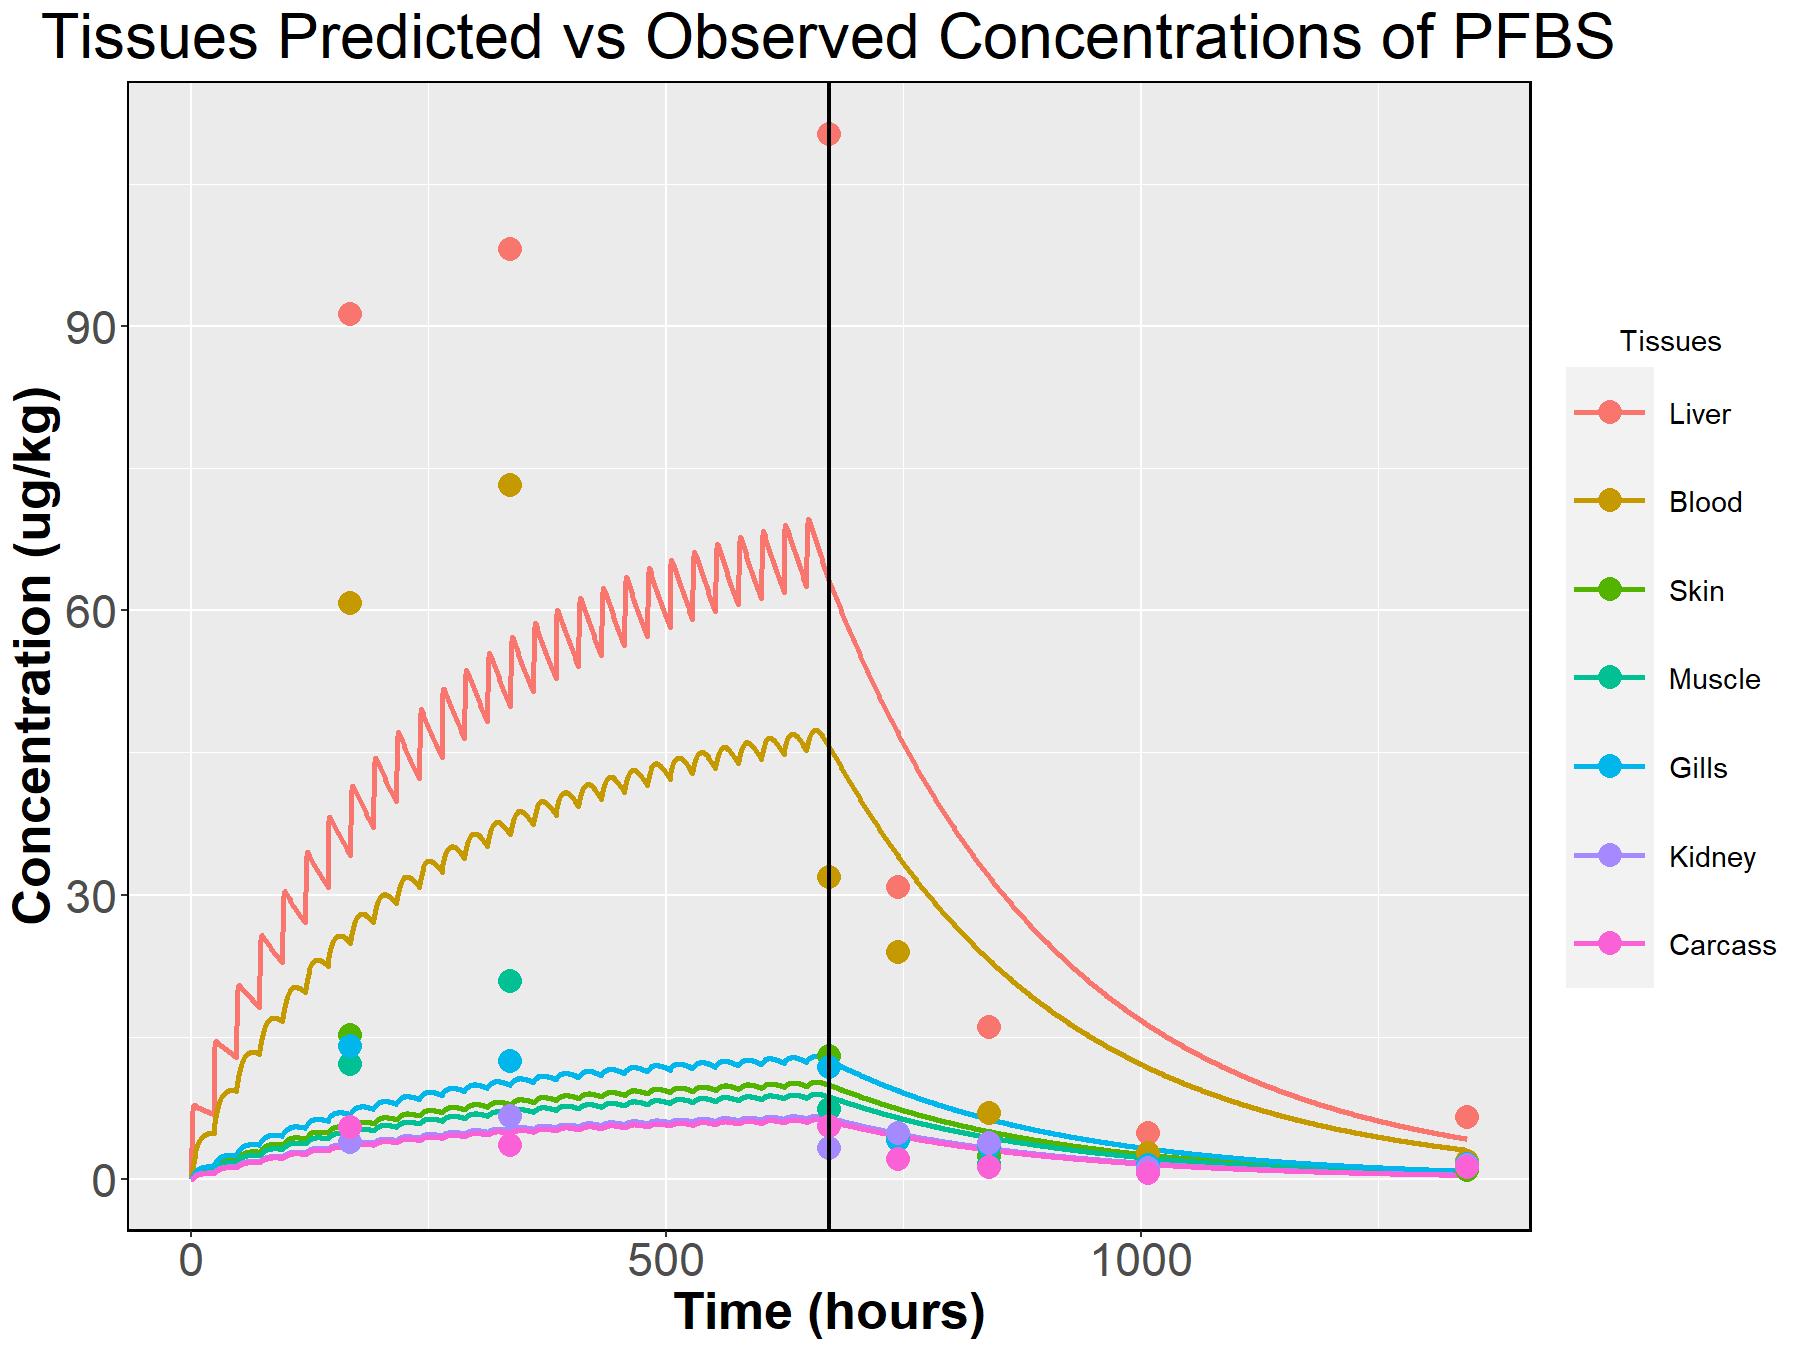 Tissues Predicted vs Observed Concentrations of PFBS
Concentration (ug/kg)
90
60
30
0
0 500 1000
Time (hours)
Tissues
Liver
Blood
Skin
Muscle
Gills
Kidney
Carcass